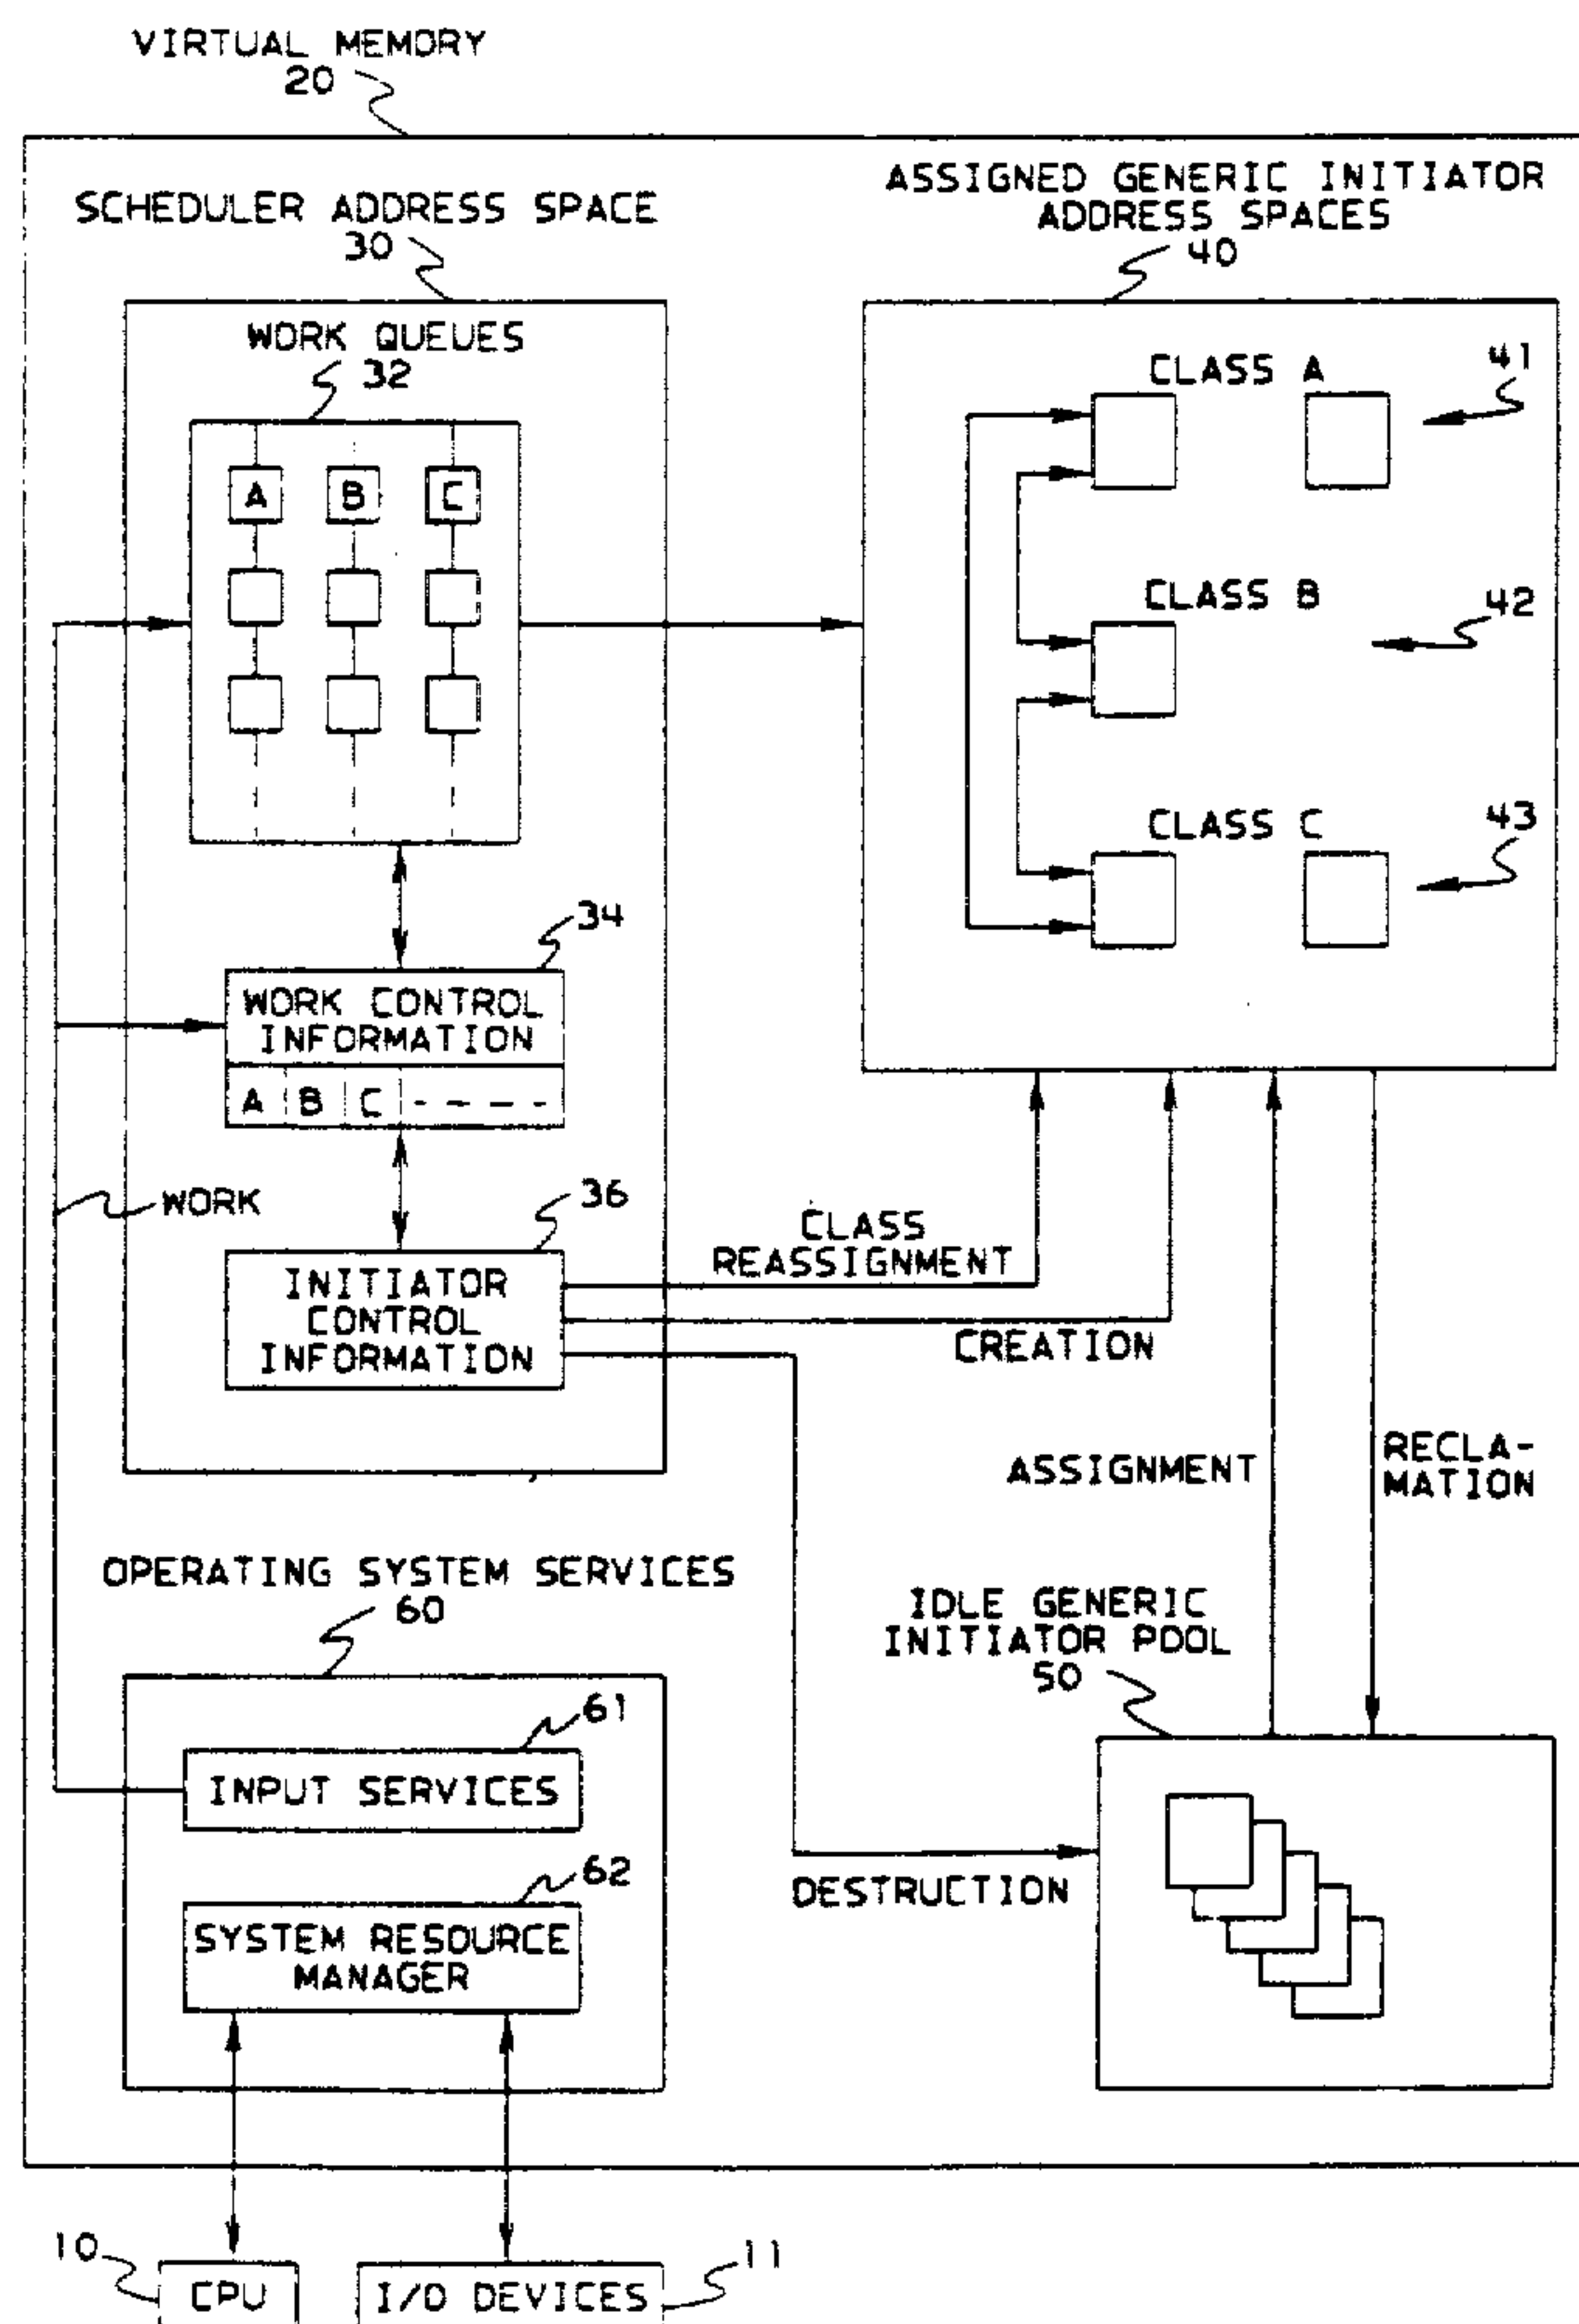 VIRTUAL MEMORY
20
SCHEDULER ADDRESS SPACE
30
WORK QUEUES
32
A B C
34
WORK CONTROL
INFORMATION
A B C - - - -
WORK
36
INITIATOR
CONTROL
INFORMATION
ASSIGNED GENERIC INITIATOR
ADDRESS SPACES
40
CLASS A
41
CLASS B
42
CLASS C
43
CLASS
REASSIGNMENT
CREATION
ASSIGNMENT
RECLA-
MATION
OPERATING SYSTEM SERVICES
60
61
INPUT SERVICES
62
SYSTEM RESOURCE
MANAGER
IDLE GENERIC
INITIATOR POOL
50
DESTRUCTION
10
CPU
I/O DEVICES
11